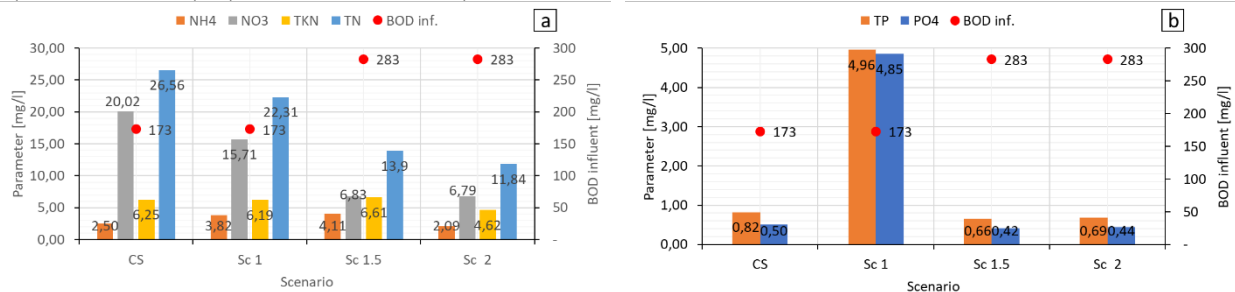 NH4 NO3 TKN TN BOD inf. a
30,00 300
25,00 250
20,00 200
15,00 150
10,00 100
5,00 50
0,00 -
Parameter [mg/l]
BOD influent [mg/L]
2,50 20,02 6,25 26,56 173
3,82 15,71 6,19 22,31 173
4,11 6,83 6,61 13,9 283
2,09 6,79 4,62 11,84 283
CS Sc 1 Sc 1.5 Sc 2
Scenario
TP PO4 BOD inf. b
5,00 300
4,00 250
3,00 200
2,00 150
1,00 100
0,00 50
-
Parameter [mg/l]
BOD influent [mg/L]
0,82 0,50 173
4,96 4,85 173
0,66 0,42 283
0,69 0,44 283
CS Sc 1 Sc 1.5 Sc 2
Scenario